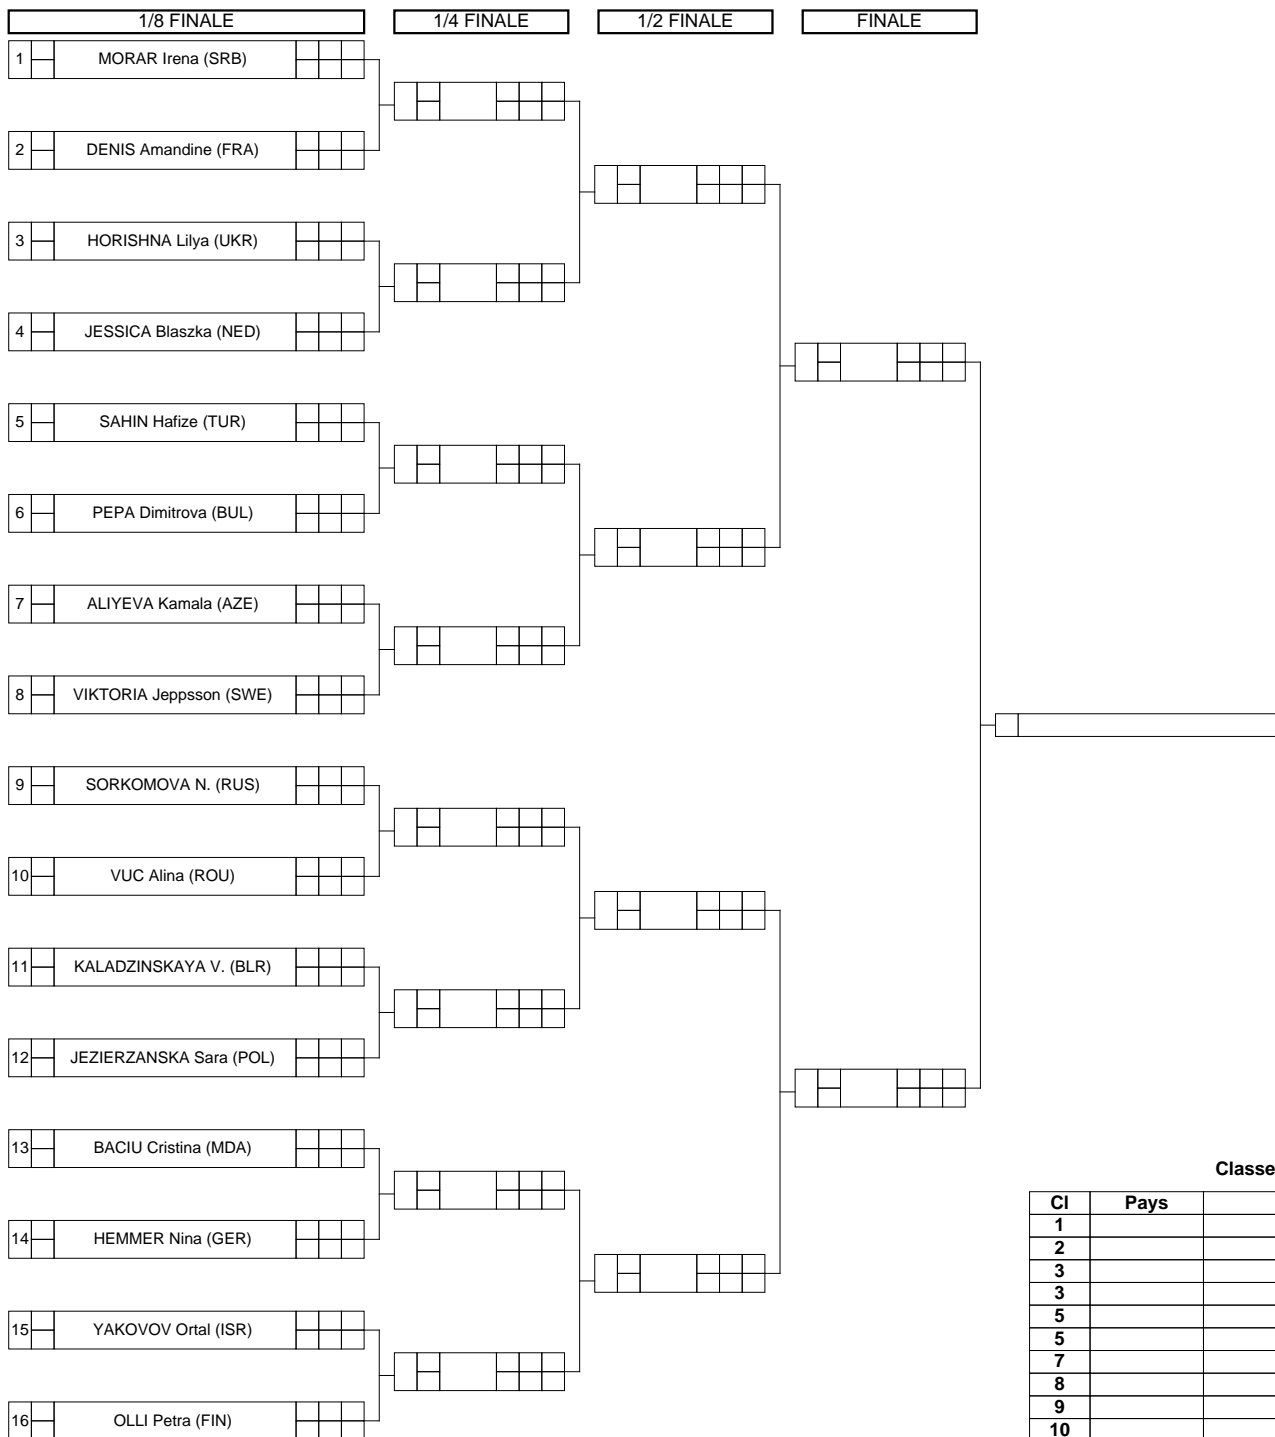 1/8 FINALE 1/4 FINALE 1/2 FINALE FINALE
1 MORAR Irena (SRB)
2 DENIS Amandine (FRA)
3 HORISHNA Lilya (UKR)
4 JESSICA Blaszka (NED)
5 SAHIN Hafize (TUR)
6 PEPA Dimitrova (BUL)
7 ALIYEVA Kamala (AZE)
8 VIKTORIA Jeppsson (SWE)
9 SORKOMOVA N. (RUS)
10 VUC Alina (ROU)
11 KALADZINSKAYA V. (BLR)
12 JEZIERZANSKA Sara (POL)
13 BACIU Cristina (MDA)
14 HEMMER Nina (GER)
15 YAKOVOV Ortal (ISR)
16 OLLI Petra (FIN)
Classe
Cl Pays
1
2
3
3
5
5
7
8
9
10